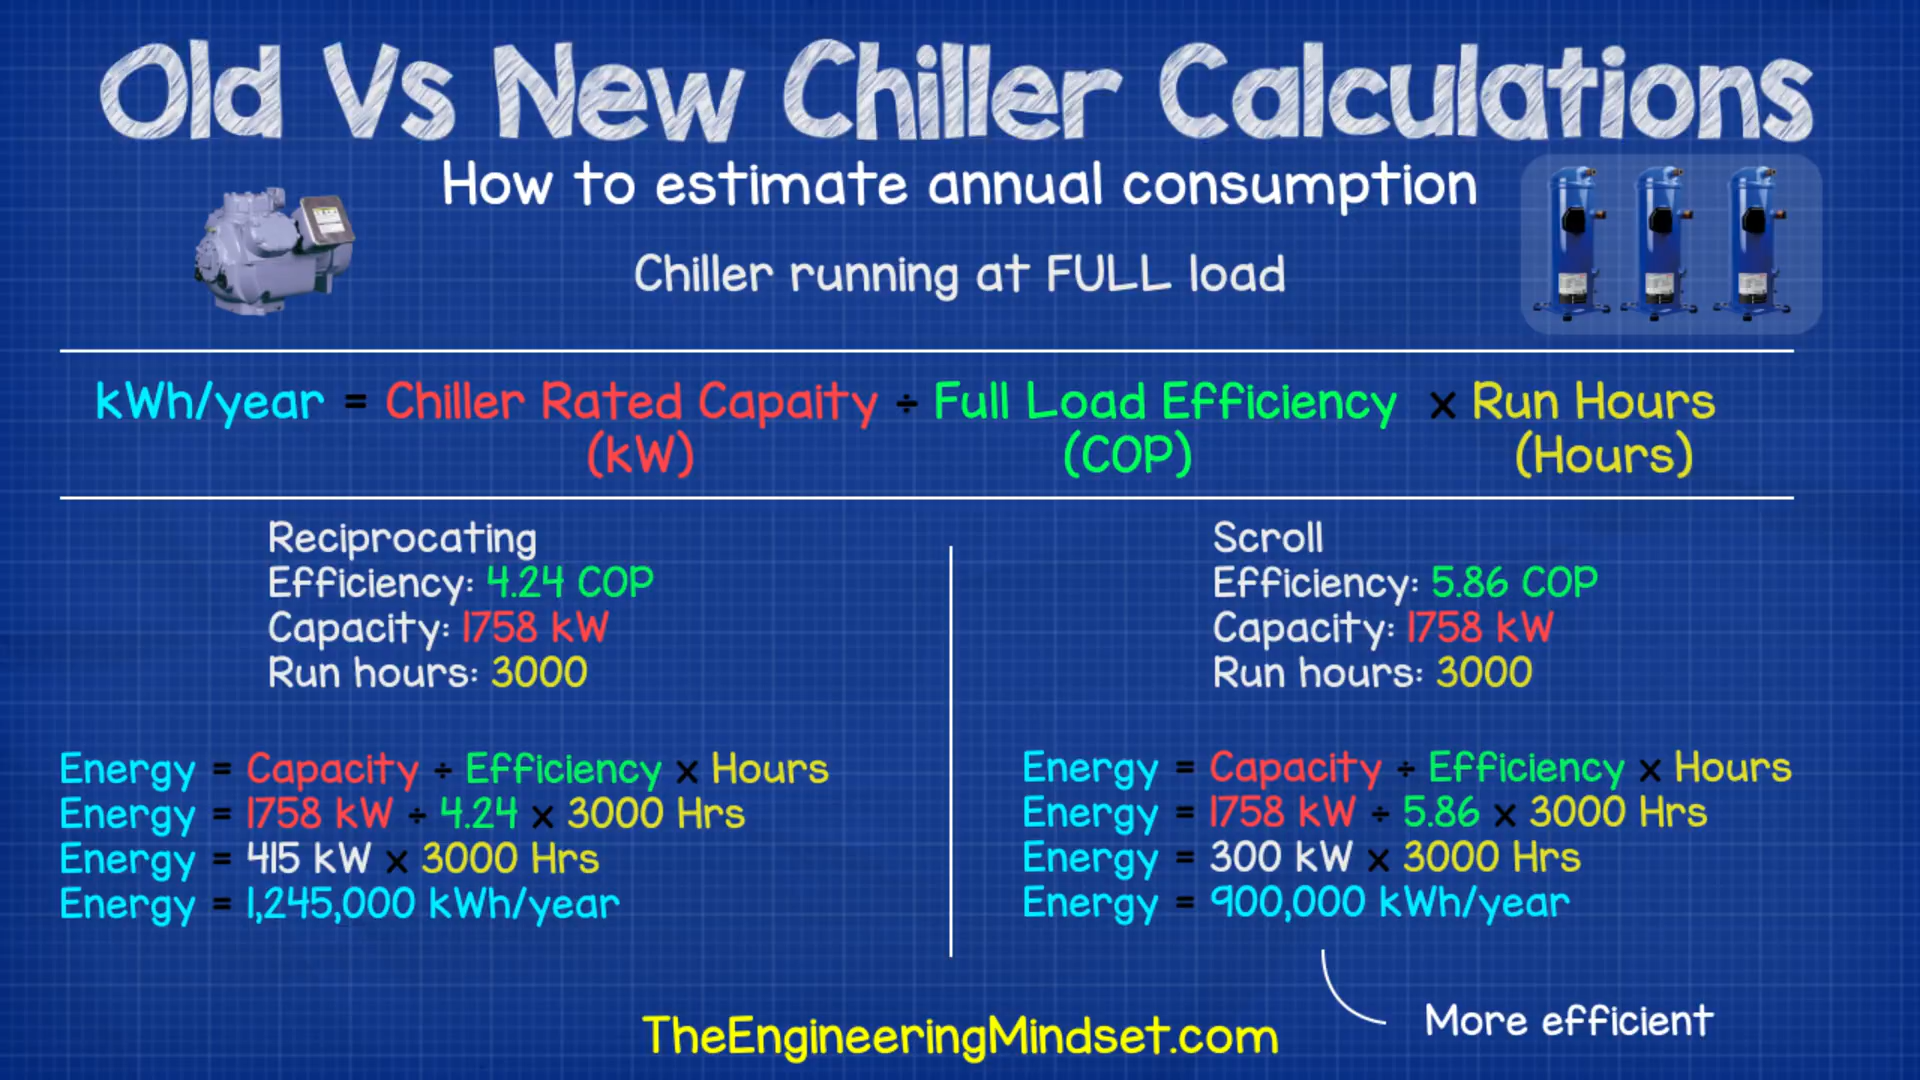 Old Vs New Chiller Calculations
How to estimate annual consumption
Chiller running at FULL load
kWh/year = Chiller Rated Capaity ÷ Full Load Efficiency x Run Hours
(kW) (COP) (Hours)
Reciprocating
Efficiency: 4.24 COP
Capacity: 1758 kW
Run hours: 3000
Energy = Capacity ÷ Efficiency x Hours
Energy = 1758 kW ÷ 4.24 x 3000 Hrs
Energy = 415 kW x 3000 Hrs
Energy = 1,245,000 kWh/year
Scroll
Efficiency: 5.86 COP
Capacity: 1758 kW
Run hours: 3000
Energy = Capacity ÷ Efficiency x Hours
Energy = 1758 kW ÷ 5.86 x 3000 Hrs
Energy = 300 kW x 3000 Hrs
Energy = 900,000 kWh/year
More efficient
TheEngineeringMindset.com